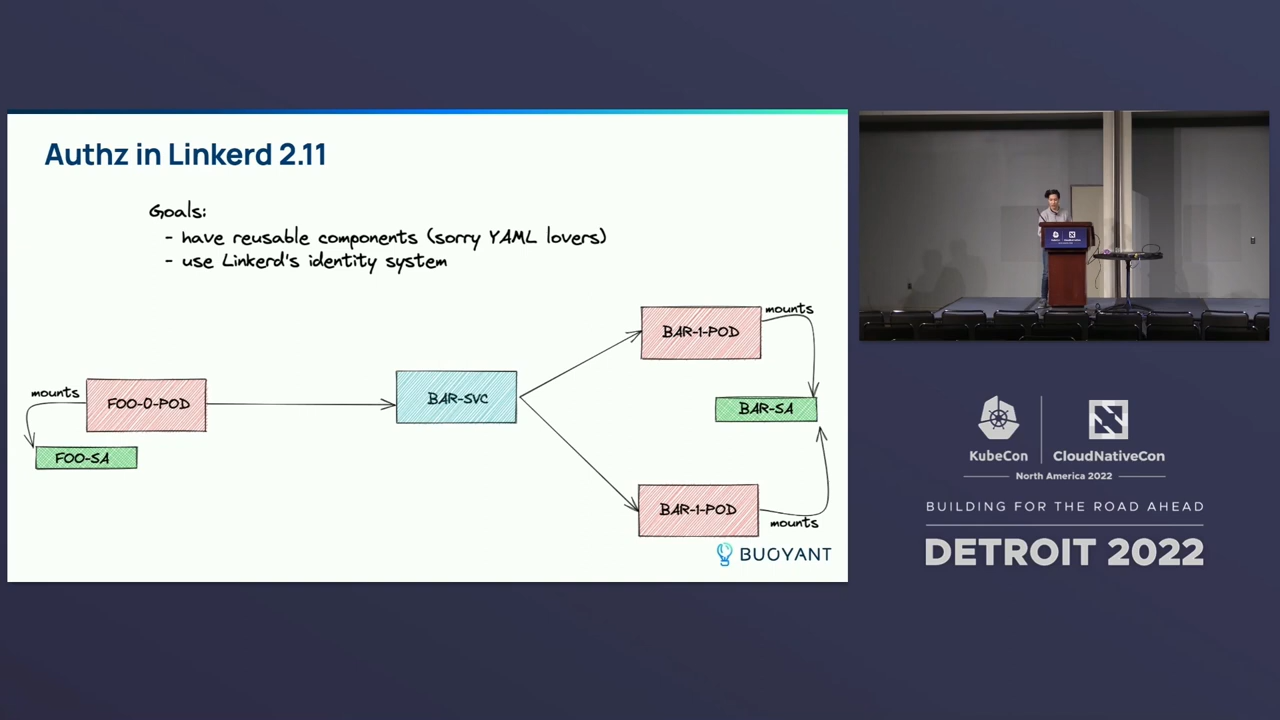 Authz in Linkerd 2.11
Goals:
- have reusable components (sorry YAML lovers)
- use Linkerd's identity system
mounts
FOO-0-POD
FOO-SA
BAR-SVC
BAR-1-POD
mounts
BAR-SA
BAR-1-POD
mounts
BUOYANT
KubeCon
CloudNativeCon
North America 2022
BUILDING FOR THE ROAD AHEAD
DETROIT 2022